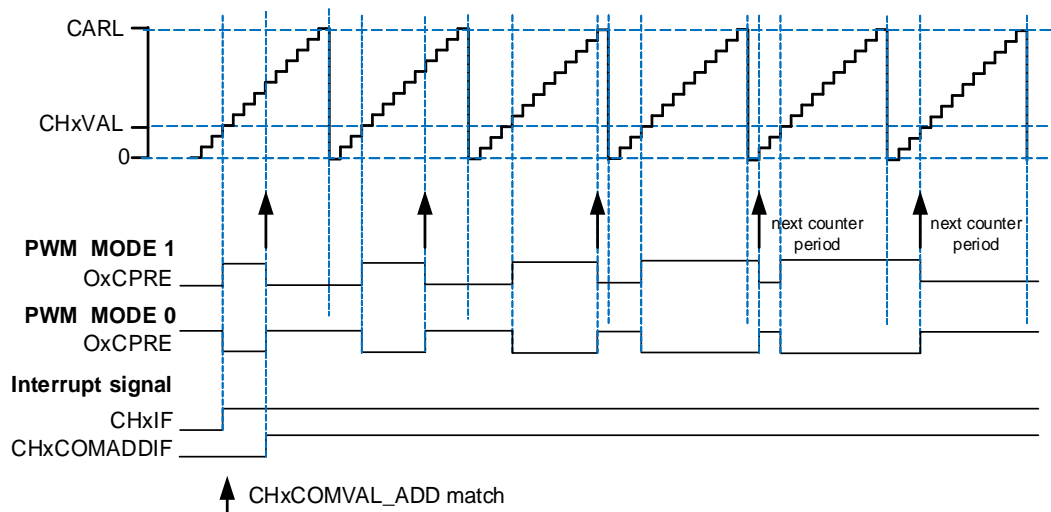 CARL
CHxVAL
0
next counter
period
next counter
period
PWM MODE 1
OxCPRE
PWM MODE 0
OxCPRE
Interrupt signal
CHxIF
CHxCOMADDIF
CHxCOMVAL_ADD match